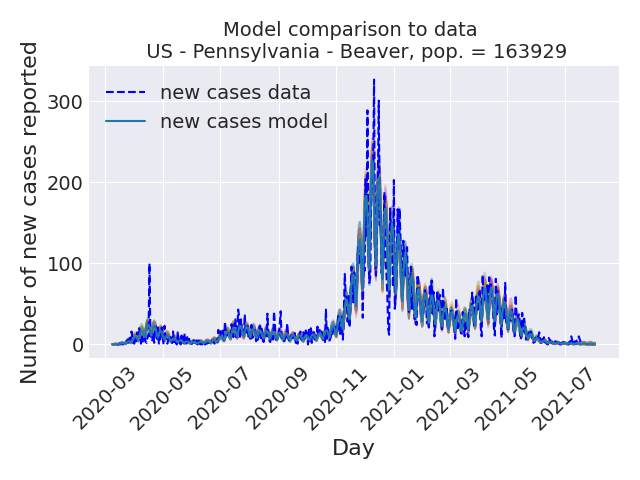 Model comparison to data
US - Pennsylvania - Beaver, pop. = 163929
Number of new cases reported
300
200
100
0
new cases data
new cases model
2020-03
2020-05
2020-07
2020-09
2020-11
2021-01
2021-03
2021-05
2021-07
Day